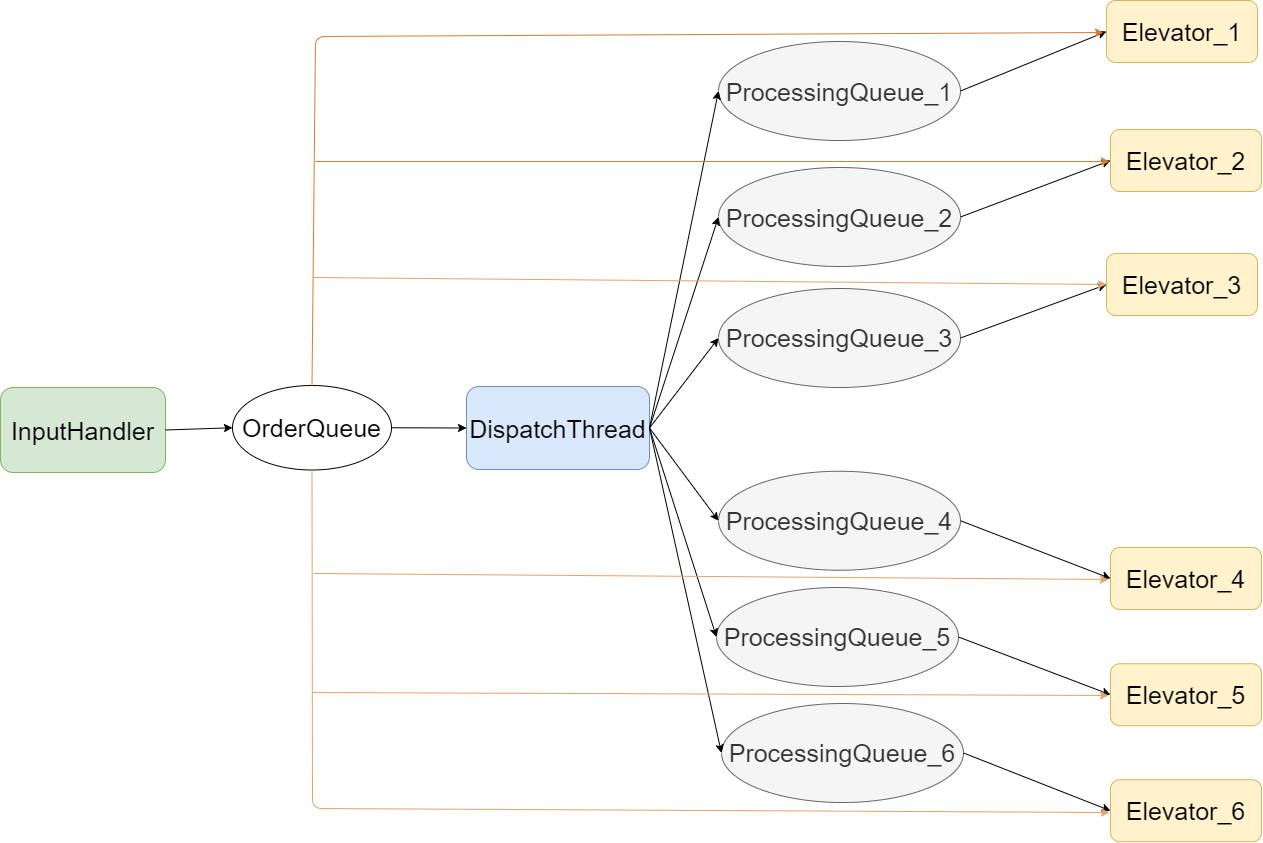 Elevator_1
ProcessingQueue_1
Elevator_2
ProcessingQueue_2
Elevator_3
ProcessingQueue_3
InputHandler
OrderQueue
DispatchThread
ProcessingQueue_4
Elevator_4
ProcessingQueue_5
Elevator_5
ProcessingQueue_6
Elevator_6